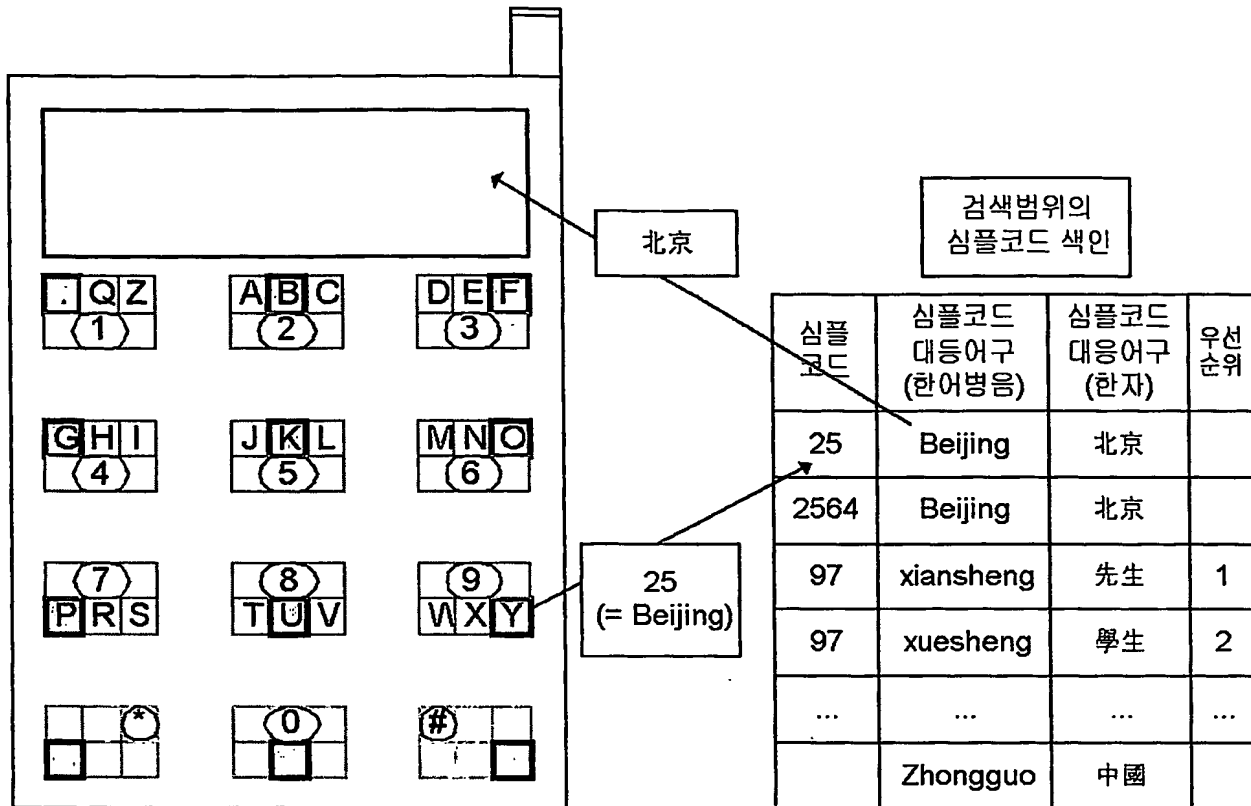 . Q Z
1
A B C
2
D E F
3
G H I
4
J K L
5
M N O
6
7
P R S
8
T U V
9
W X Y
*
0
#
北京
25
(= Beijing)
검색범위의
심플코드 색인
심플
코드
심플코드
대등어구
(한어병음)
심플코드
대응어구
(한자)
우선
순위
25 Beijing 北京
2564 Beijing 北京
97 xiansheng 先生 1
97 xuesheng 學生 2
... ... ... ...
Zhongguo 中國